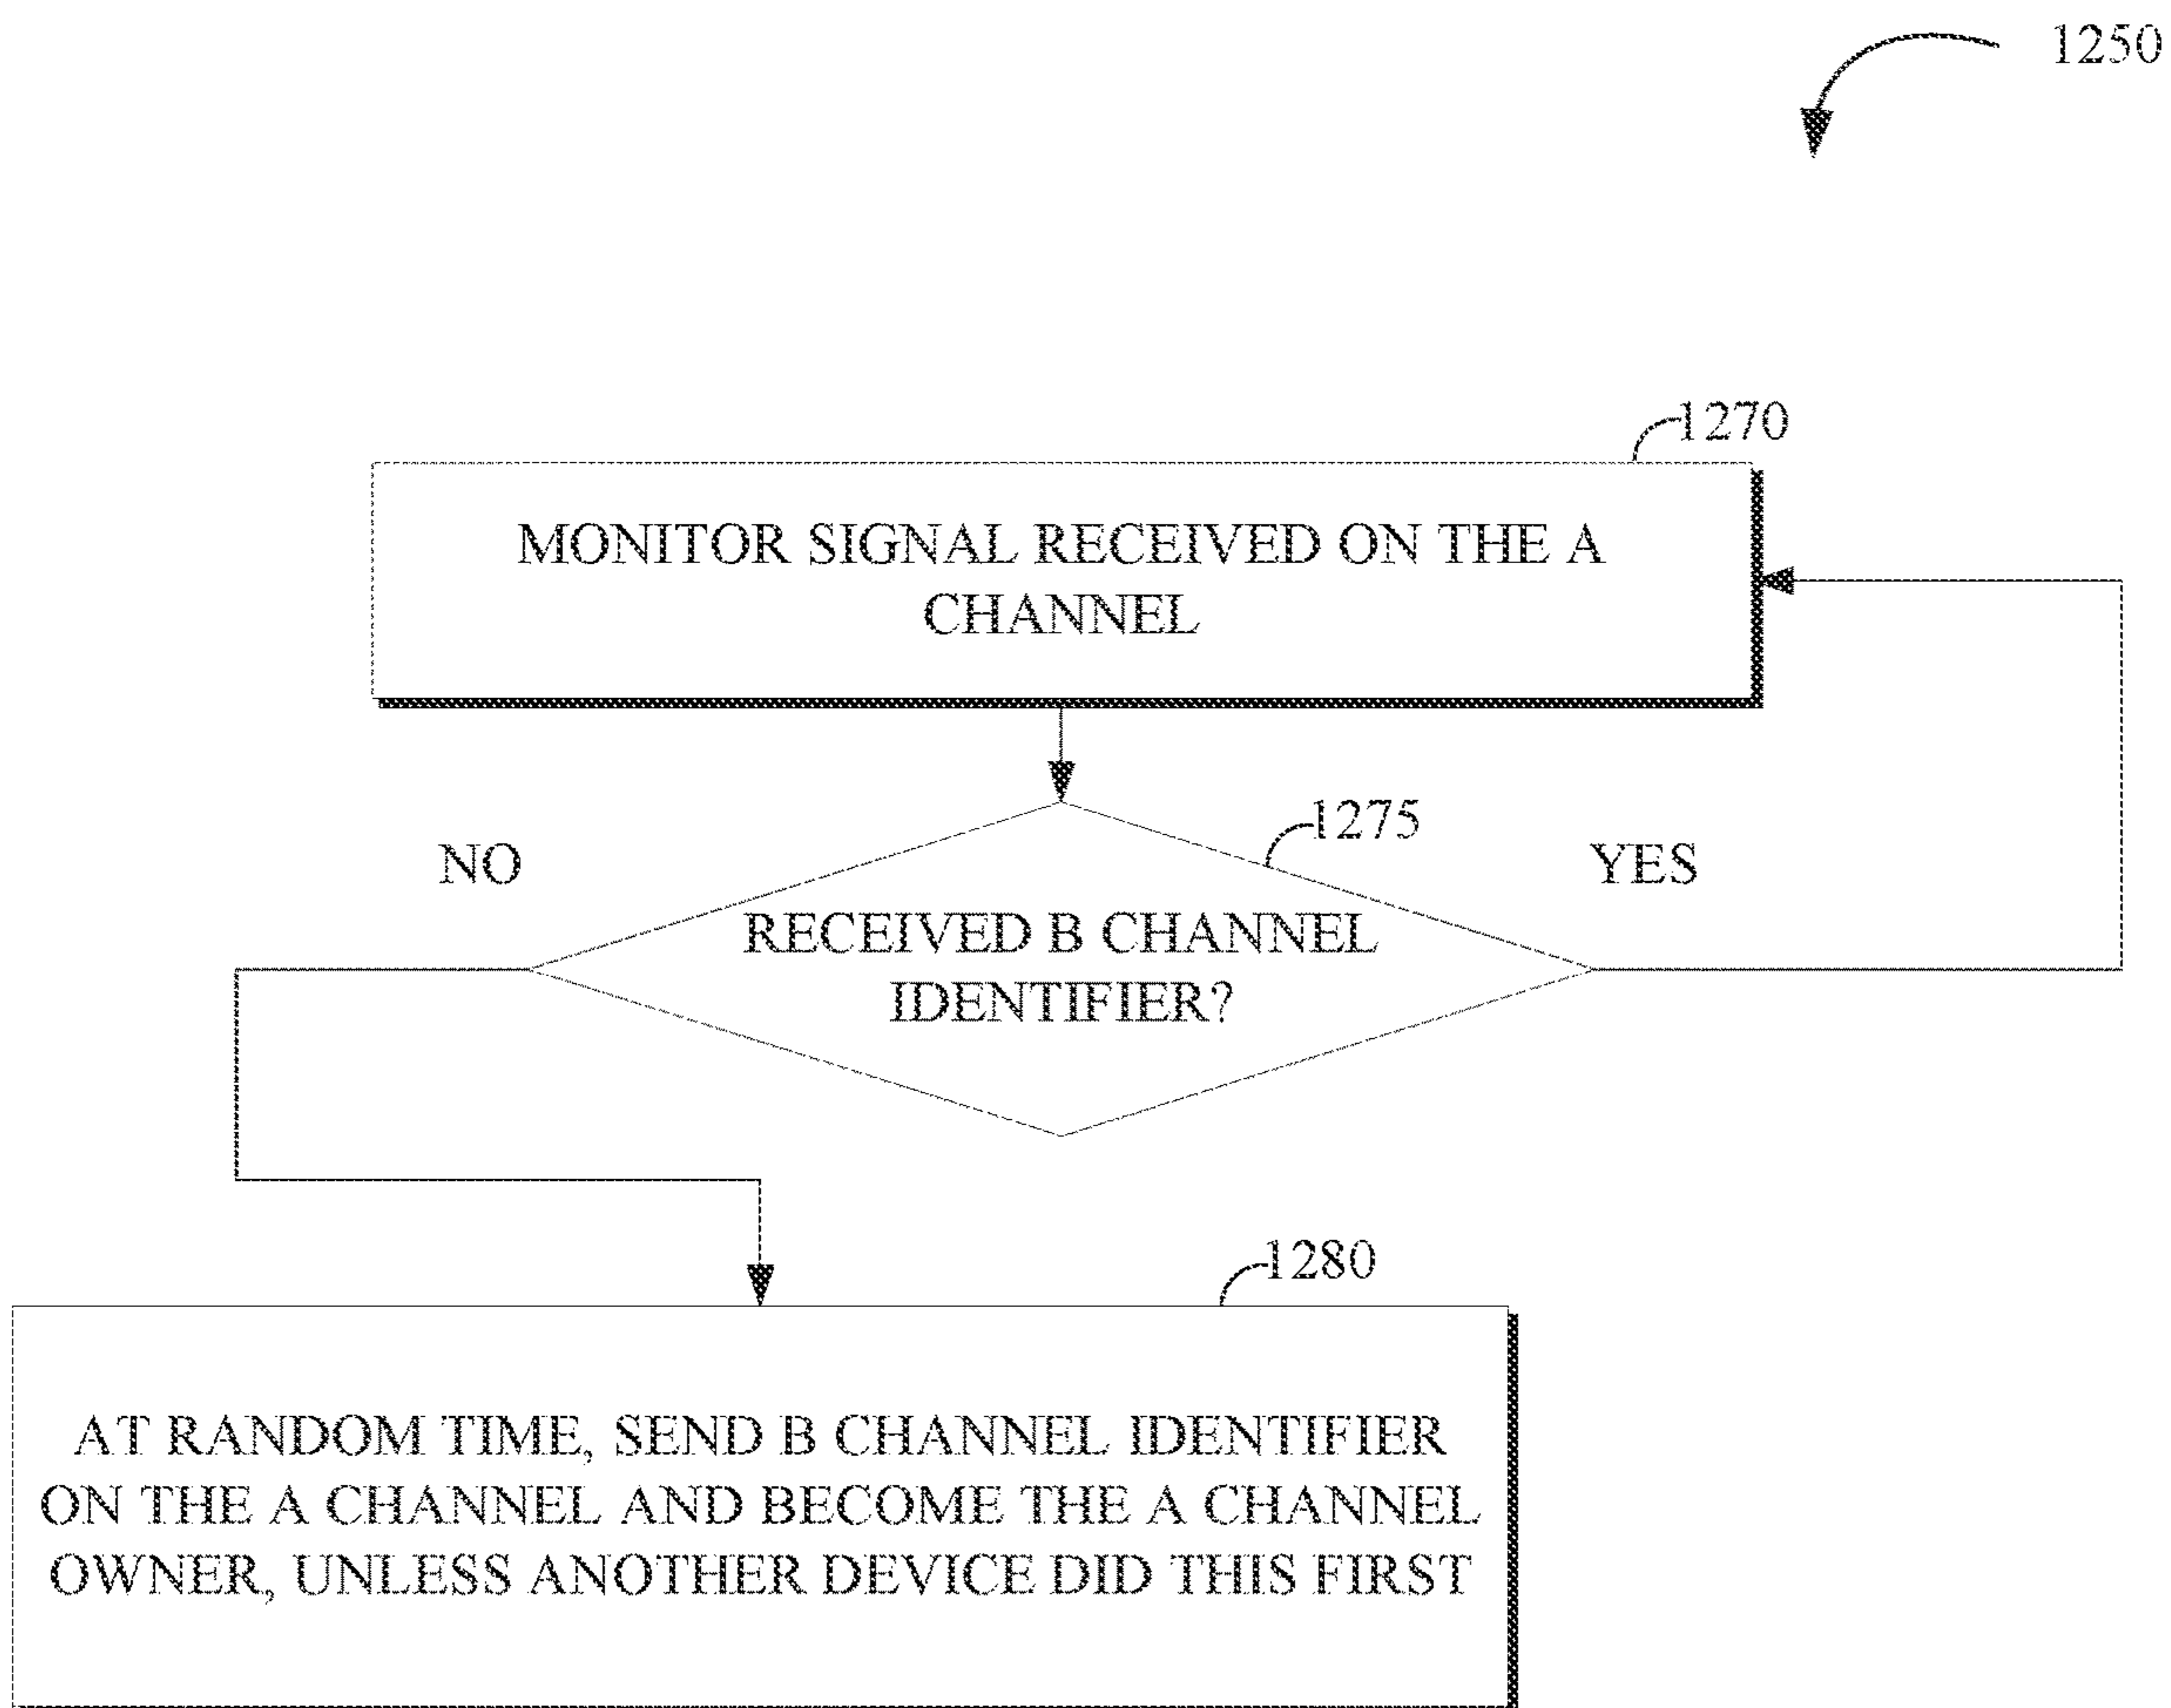 1250
1270
MONITOR SIGNAL RECEIVED ON THE A
CHANNEL
1275
NO
YES
RECEIVED B CHANNEL
IDENTIFIER?
1280
AT RANDOM TIME, SEND B CHANNEL IDENTIFIER
ON THE A CHANNEL AND BECOME THE A CHANNEL
OWNER, UNLESS ANOTHER DEVICE DID THIS FIRST